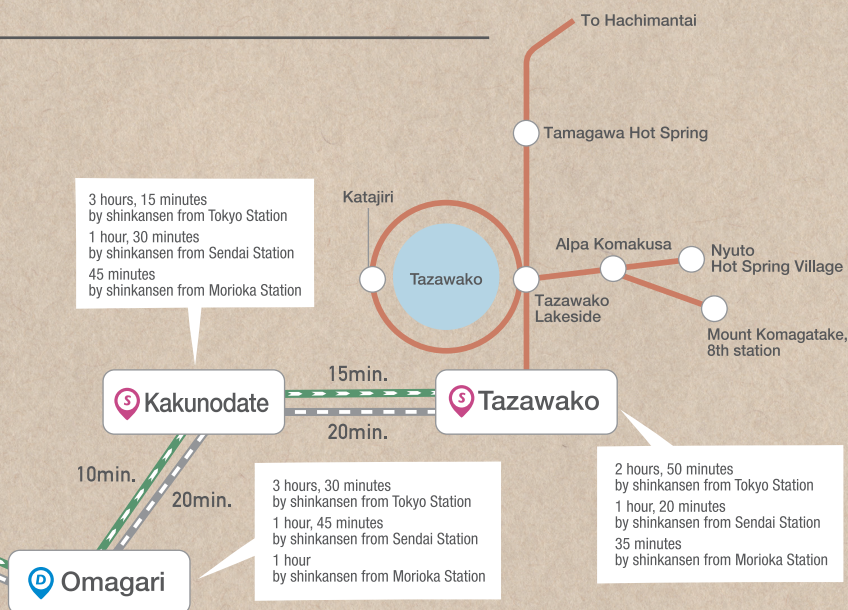 To Hachimantai
Tamagawa Hot Spring
3 hours, 15 minutes
by shinkansen from Tokyo Station
1 hour, 30 minutes
by shinkansen from Sendai Station
45 minutes
by shinkansen from Morioka Station
Katajiri
Tazawako
Alpa Komakusa
Nyuto
Hot Spring Village
Tazawako
Lakeside
Mount Komagatake,
8th station
15min.
S Kakunodate
S Tazawako
20min.
10min.
20min.
3 hours, 30 minutes
by shinkansen from Tokyo Station
1 hour, 45 minutes
by shinkansen from Sendai Station
1 hour
by shinkansen from Morioka Station
2 hours, 50 minutes
by shinkansen from Tokyo Station
1 hour, 20 minutes
by shinkansen from Sendai Station
35 minutes
by shinkansen from Morioka Station
D Omagari